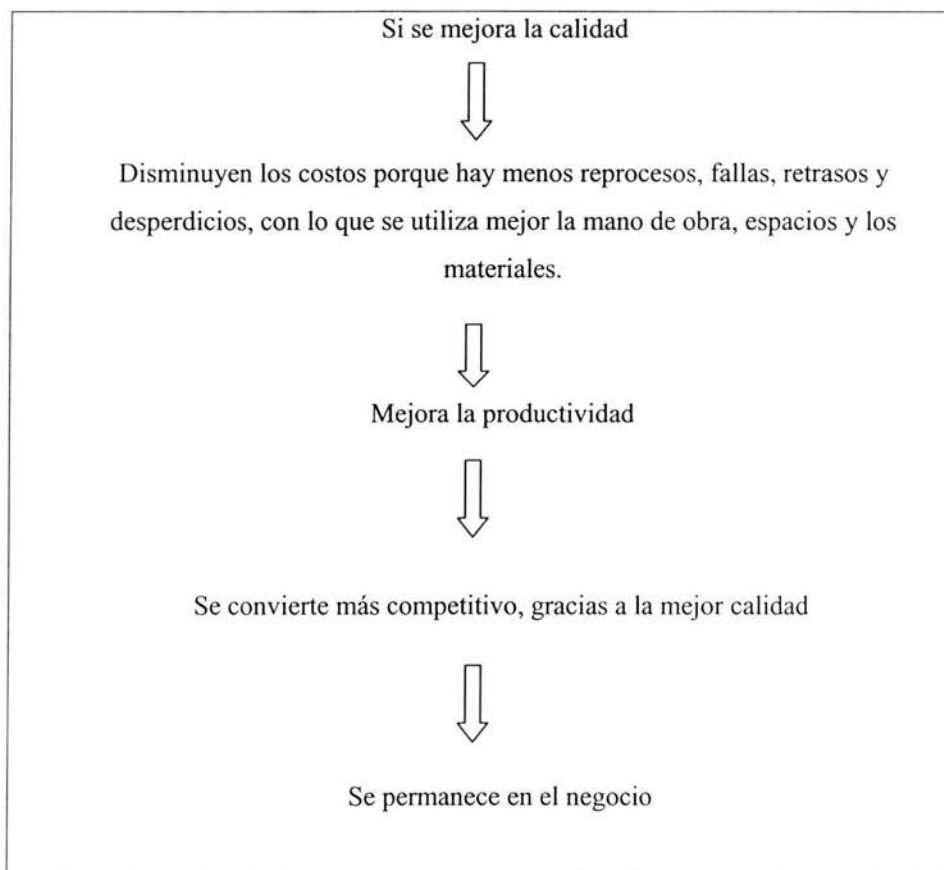 Si se mejora la calidad
Disminuyen los costos porque hay menos reprocesos, fallas, retrasos y
desperdicios, con lo que se utiliza mejor la mano de obra, espacios y los
materiales.
Mejora la productividad
Se convierte más competitivo, gracias a la mejor calidad
Se permanece en el negocio